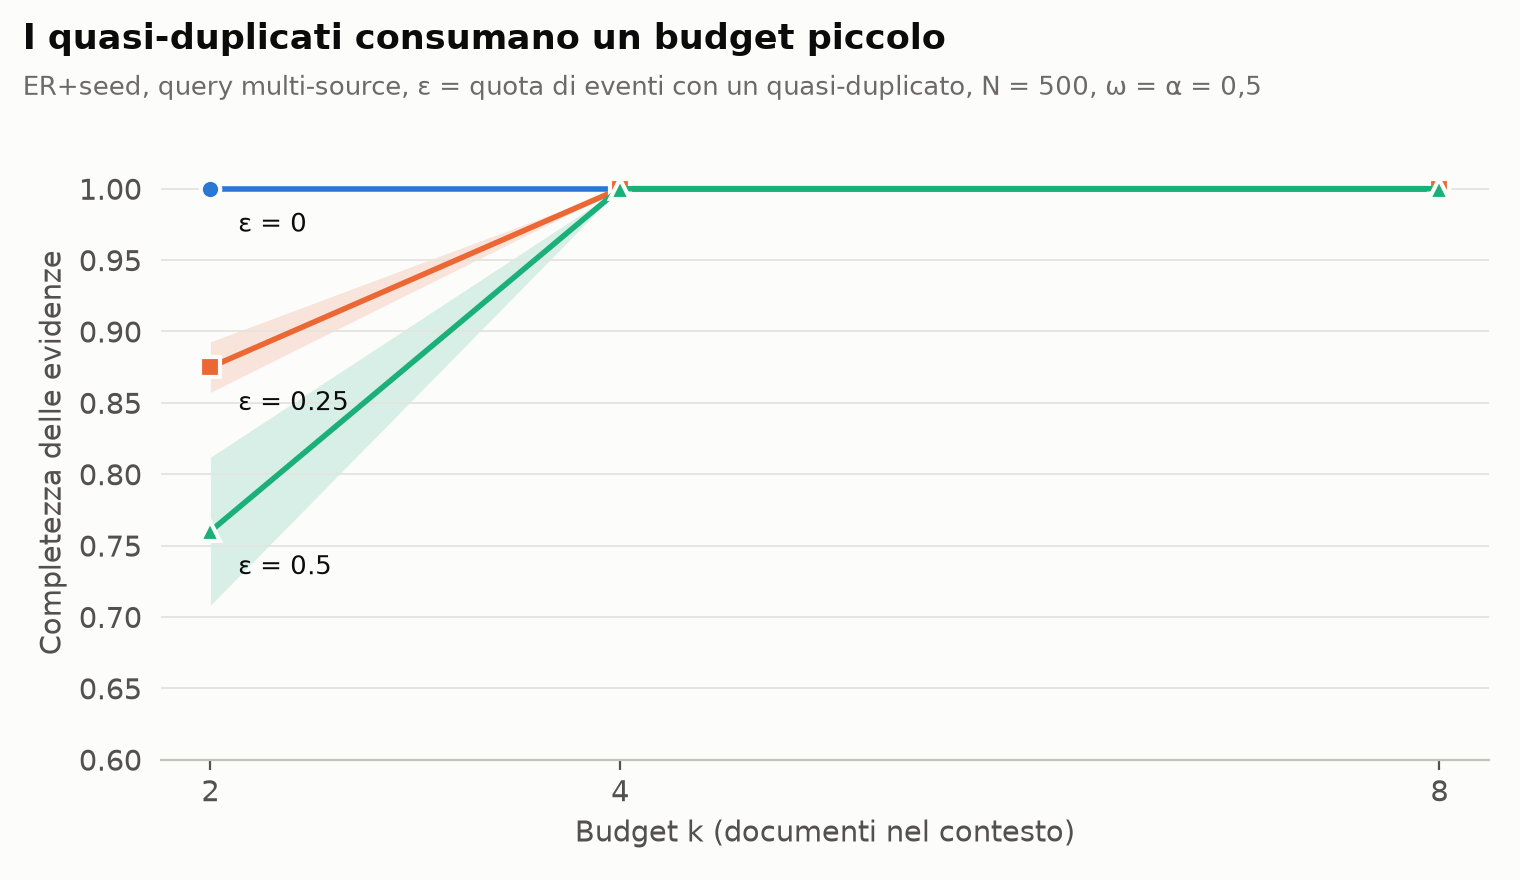 I quasi-duplicati consumano un budget piccolo
ER+seed, query multi-source, ε = quota di eventi con un quasi-duplicato, N = 500, ω = α = 0,5
Completezza delle evidenze
1.00
0.95
0.90
0.85
0.80
0.75
0.70
0.65
0.60
ε = 0
ε = 0.25
ε = 0.5
2
4
8
Budget k (documenti nel contesto)